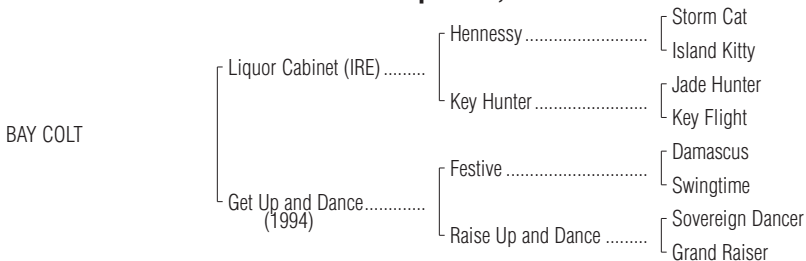 Storm Cat
Hennessy ..............................
Island Kitty
Liquor Cabinet (IRE) .........
Jade Hunter
Key Hunter ...........................
Key Flight
BAY COLT
Damascus
Festive ..................................
Swingtime
Get Up and Dance.............
(1994)
Sovereign Dancer
Raise Up and Dance .........
Grand Raiser